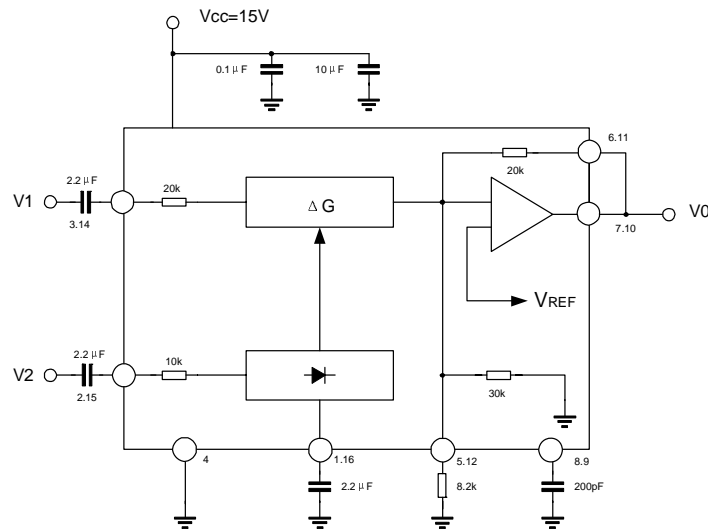 Vcc=15V
0.1μF
10μF
6.11
2.2μF
20k
20k
V1
ΔG
V0
3.14
7.10
VREF
2.2μF
10k
V2
30k
2.15
4
1.16
5.12
8.9
2.2μF
8.2k
200pF